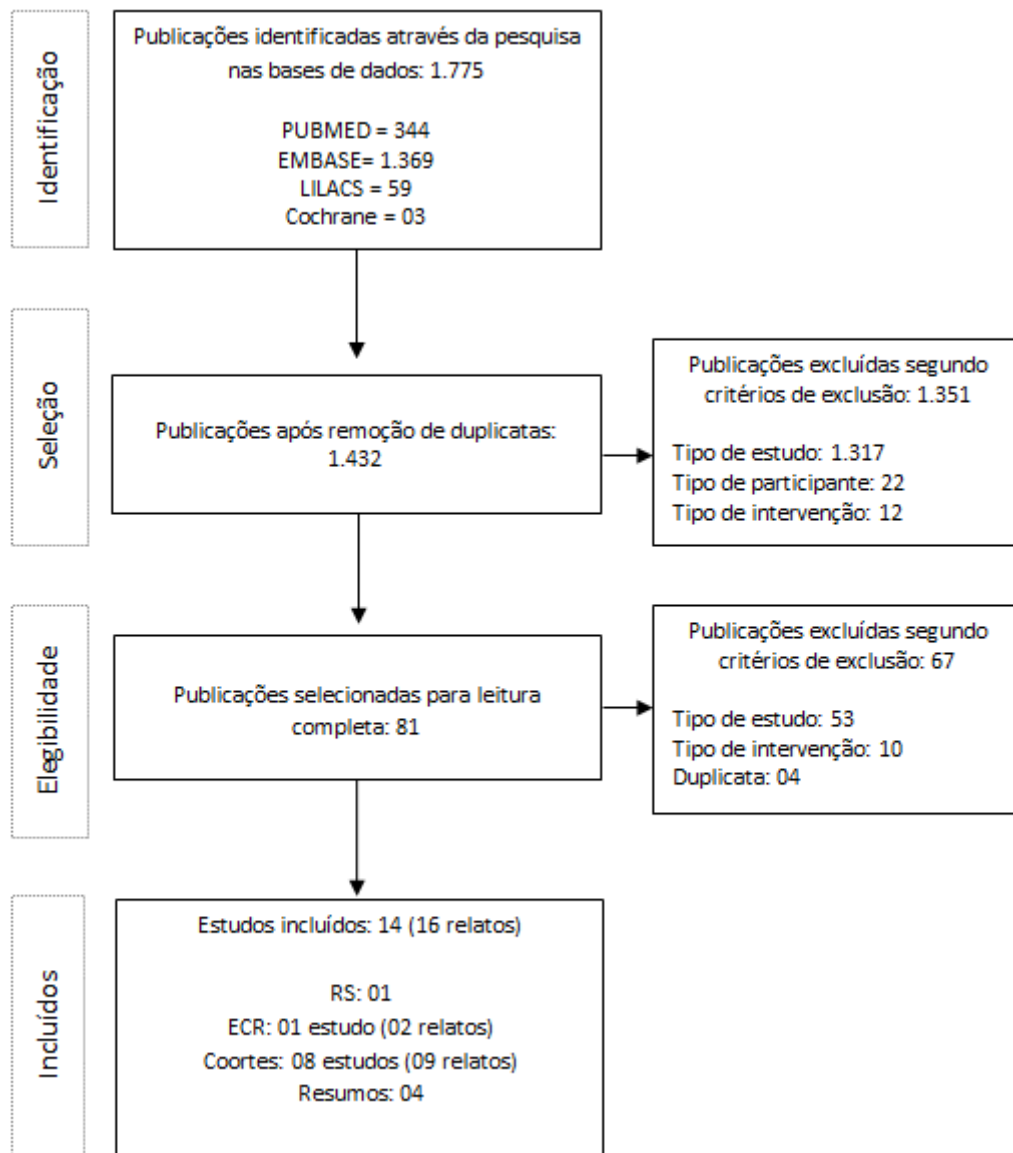 Identificação
Publicações identificadas através da pesquisa
nas bases de dados: 1.775
PUBMED = 344
EMBASE= 1.369
LILACS = 59
Cochrane = 03
Seleção
Publicações após remoção de duplicatas:
1.432
Publicações excluídas segundo
critérios de exclusão: 1.351
Tipo de estudo: 1.317
Tipo de participante: 22
Tipo de intervenção: 12
Elegibilidade
Publicações selecionadas para leitura
completa: 81
Publicações excluídas segundo
critérios de exclusão: 67
Tipo de estudo: 53
Tipo de intervenção: 10
Duplicata: 04
Incluídos
Estudos incluídos: 14 (16 relatos)
RS: 01
ECR: 01 estudo (02 relatos)
Coortes: 08 estudos (09 relatos)
Resumos: 04